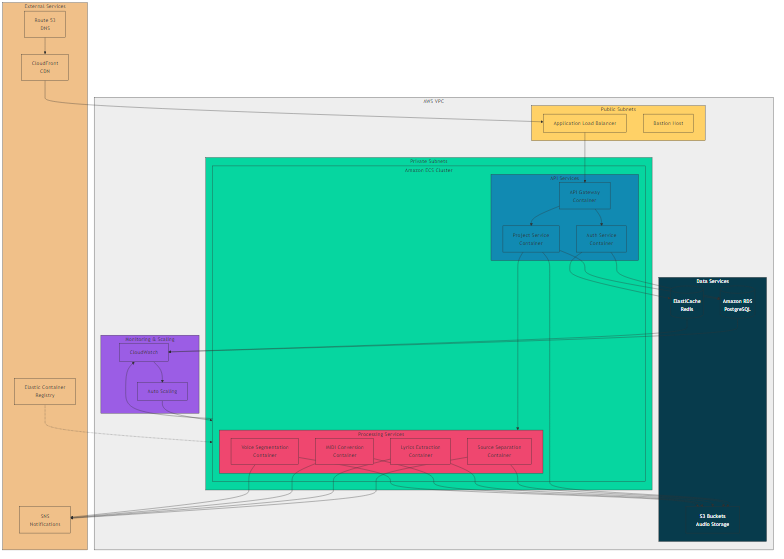 External Services
Route 53
DNS
CloudFront
CDN
AWS VPC
Public Subnets
Application Load Balancer
Bastion Host
Private Subnets
Amazon ECS Cluster
API Services
API Gateway
Container
Project Service
Container
Auth Service
Container
Data Services
ElastiCache
Redis
Amazon RDS
PostgreSQL
Monitoring & Scaling
CloudWatch
Auto Scaling
Elastic Container
Registry
Processing Services
Container
MIDI Conversion
Container
Lyrics Extraction
Container
Source Separation
Container
SNS
Notifications
S3 Buckets
Audio Storage